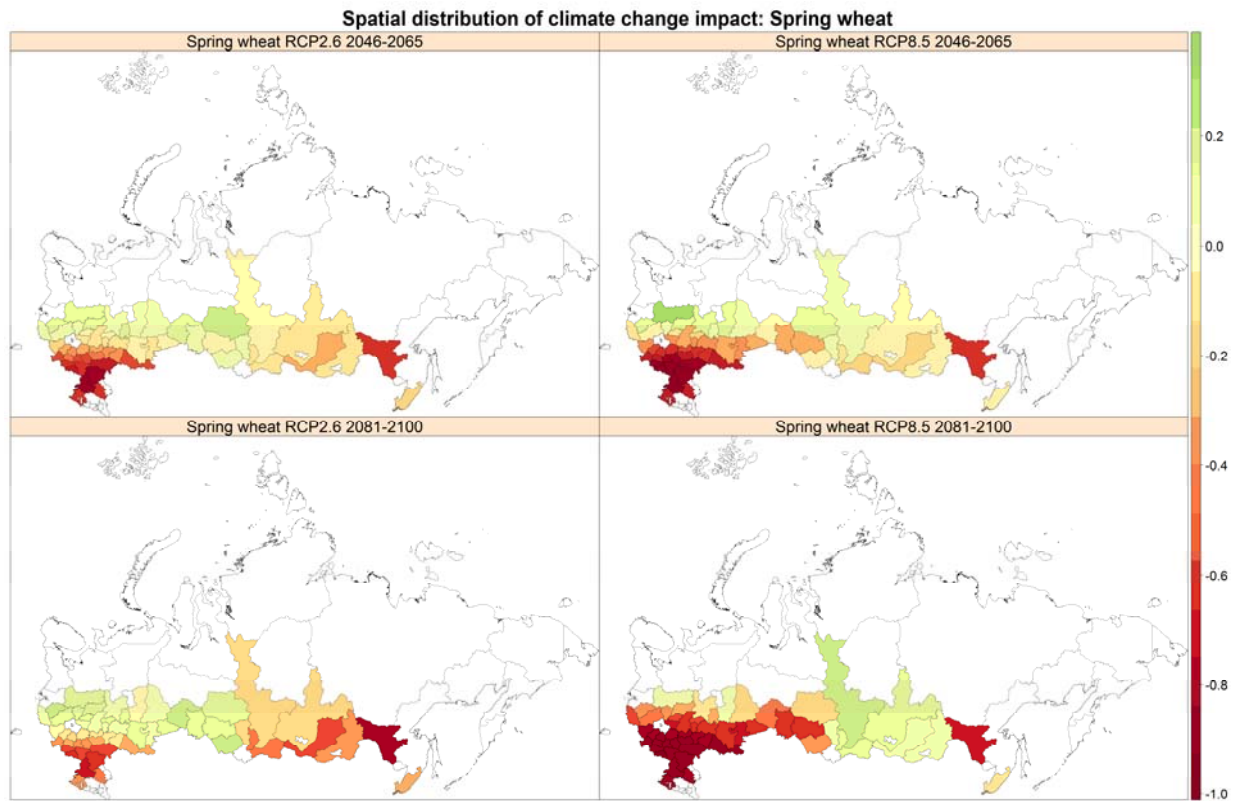 Spatial distribution of climate change impact: Spring wheat
Spring wheat RCP2.6 2046-2065
Spring wheat RCP8.5 2046-2065
0.2
0.0
-0.2
Spring wheat RCP2.6 2081-2100
Spring wheat RCP8.5 2081-2100
-0.4
-0.6
-0.8
-1.0